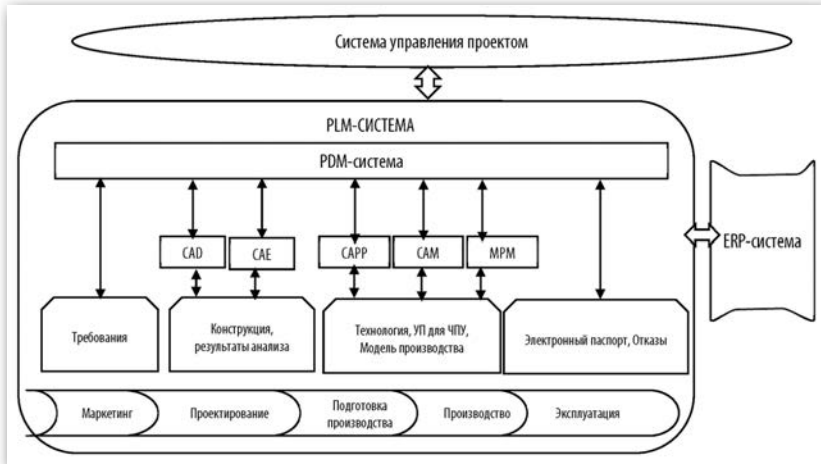 Система управления проектом
PLM-СИСТЕМА
PDM-система
CAD
CAE
CAPP
CAM
MPM
ERP-система
Требования
Конструкция,
результаты анализа
Технология, УП для ЧПУ,
Модель производства
Электронный паспорт, Отказы
Маркетинг
Проектирование
Подготовка
производства
Производство
Эксплуатация